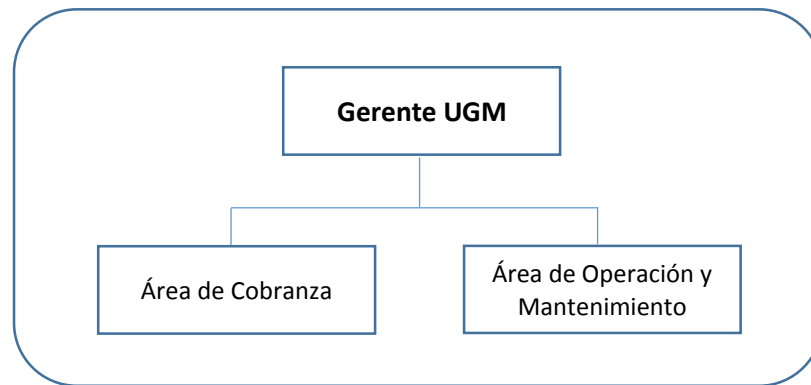 Gerente UGM
Área de Cobranza
Área de Operación y
Mantenimiento